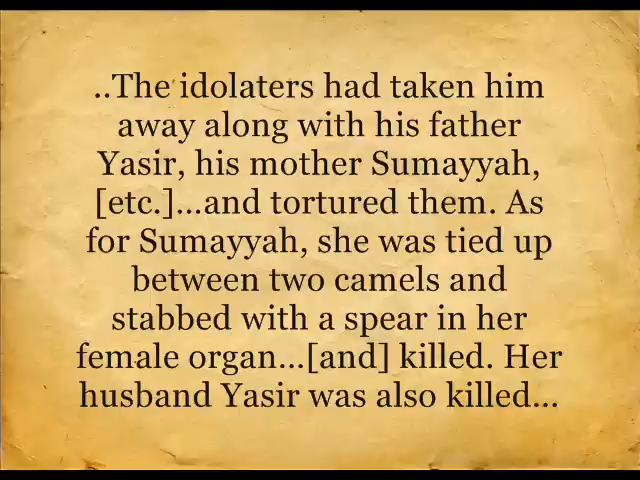 ..The idolaters had taken him
away along with his father
Yasir, his mother Sumayyah,
[etc.]...and tortured them. As
for Sumayyah, she was tied up
between two camels and
stabbed with a spear in her
female organ...[and] killed. Her
husband Yasir was also killed...